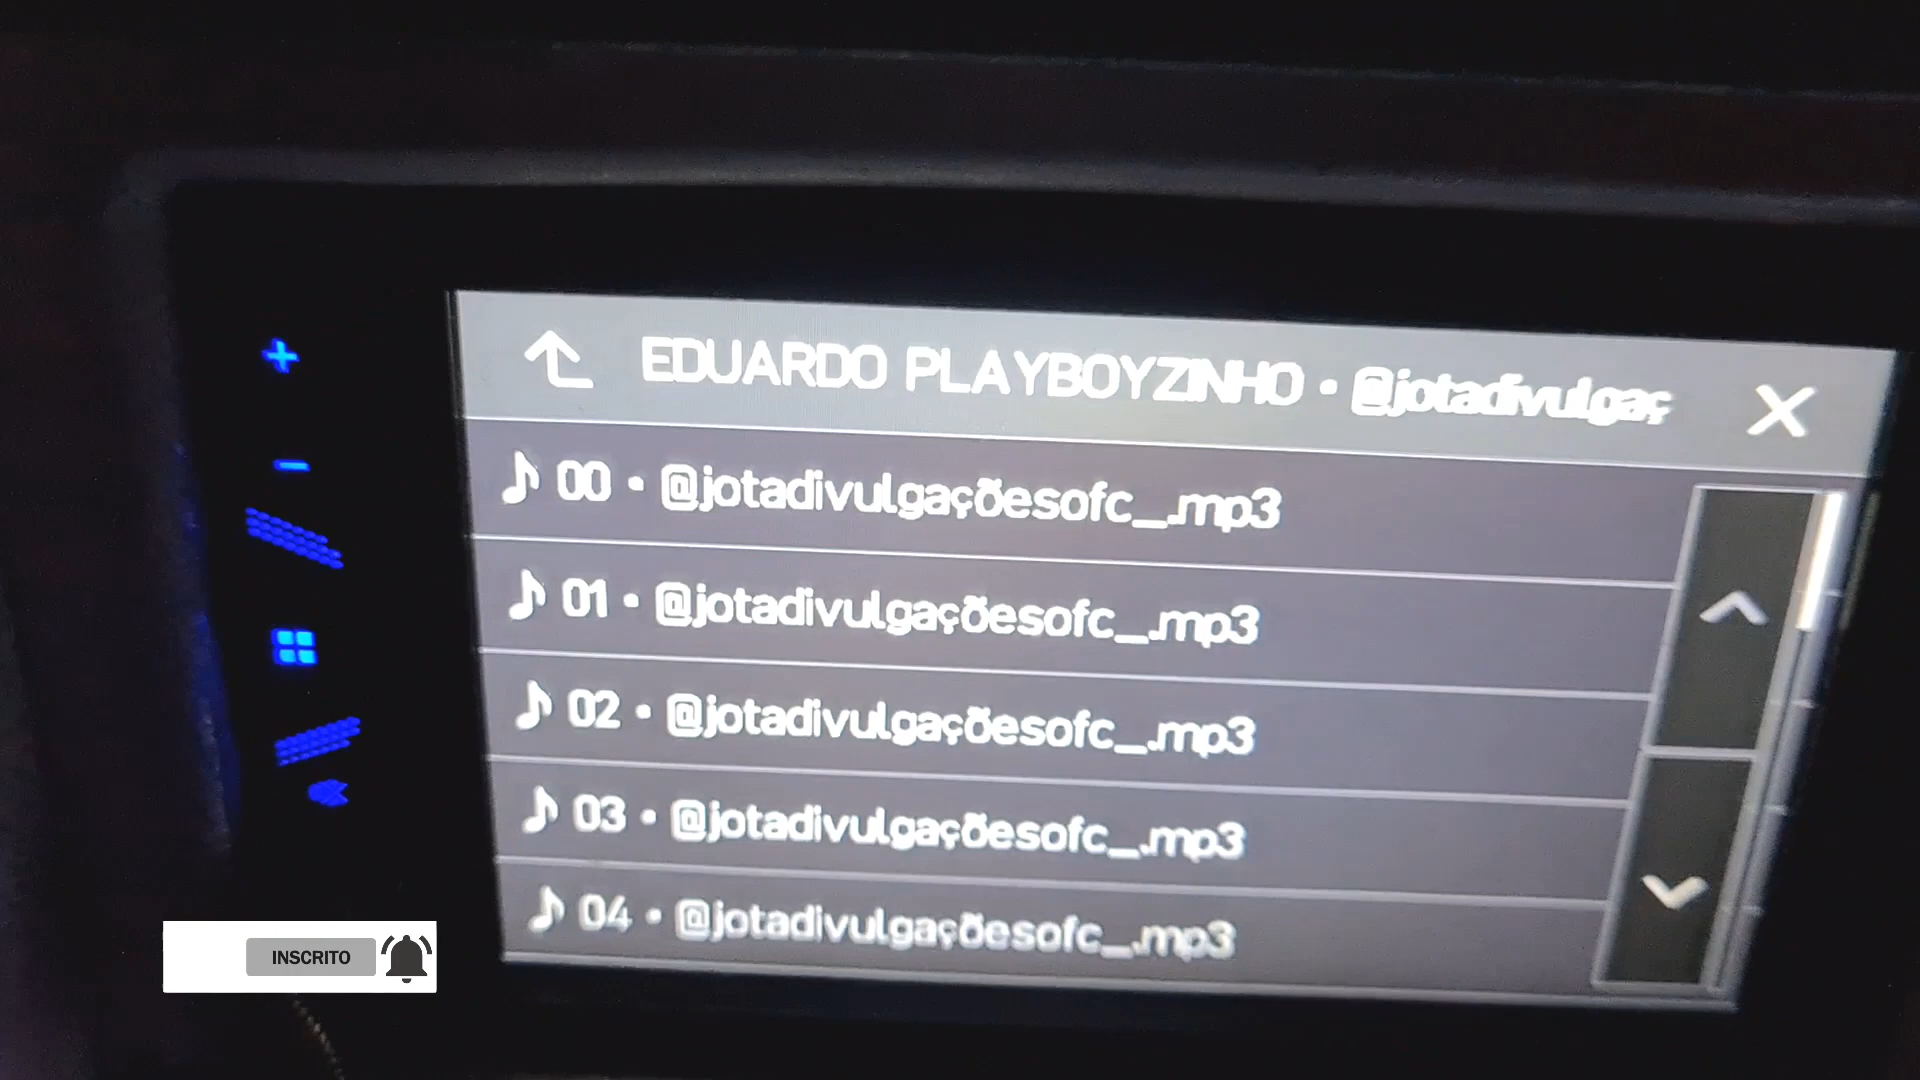 EDUARDO PLAYBOYZINHO • @jotadivulgaç
00 • @jotadivulgaçõesofc_.mp3
01 • @jotadivulgaçõesofc_.mp3
02 • @jotadivulgaçõesofc_.mp3
03 • @jotadivulgaçõesofc_.mp3
04 • @jotadivulgaçõesofc_.mp3
INSCRITO